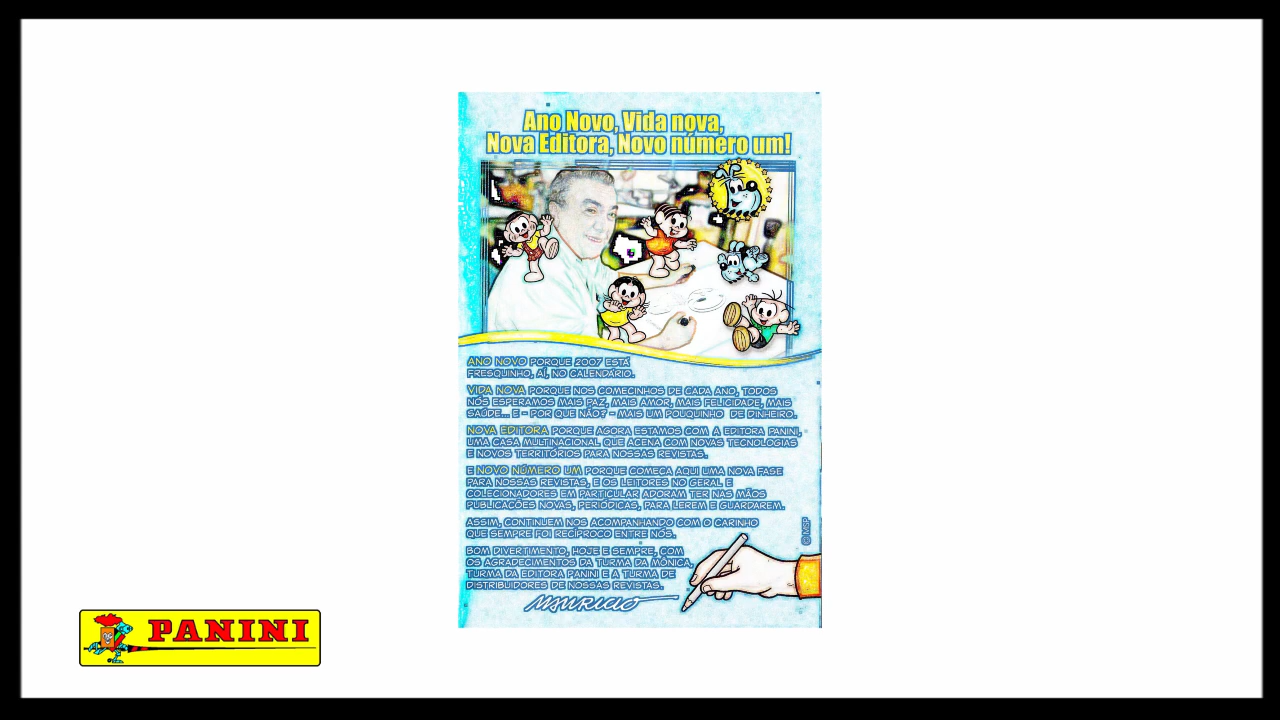 Ano Novo, Vida nova,
Nova Editora, Novo número um!
ANO NOVO PORQUE 2007 ESTÁ
FRESQUINHO, AÍ, NO CALENDÁRIO.
VIDA NOVA PORQUE NOS COMECINHOS DE CADA ANO, TODOS
NÓS ESPERAMOS MAIS PAZ, MAIS AMOR, MAIS FELICIDADE, MAIS
SAÚDE... E - POR QUE NÃO? - MAIS UM POUQUINHO DE DINHEIRO.
NOVA EDITORA PORQUE AGORA ESTAMOS COM A EDITORA PANINI,
UMA CASA MULTINACIONAL QUE ACENA COM NOVAS TECNOLOGIAS
E NOVOS TERRITÓRIOS PARA NOSSAS REVISTAS.
E NOVO NÚMERO UM PORQUE COMEÇA AQUI UMA NOVA FASE
PARA NOSSAS REVISTAS, E OS LEITORES NO GERAL E
COLECIONADORES EM PARTICULAR ADORAM TER NAS MÃOS
PUBLICAÇÕES NOVAS, PERIÓDICAS, PARA LEREM E GUARDAREM.
ASSIM, CONTINUEM NOS ACOMPANHANDO COM O CARINHO
QUE SEMPRE FOI RECÍPROCO ENTRE NÓS.
BOM DIVERTIMENTO, HOJE E SEMPRE, COM
OS AGRADECIMENTOS DA TURMA DA MÔNICA,
TURMA DA EDITORA PANINI E A TURMA DE
DISTRIBUIDORES DE NOSSAS REVISTAS.
MAURICIO
© MSP
PANINI